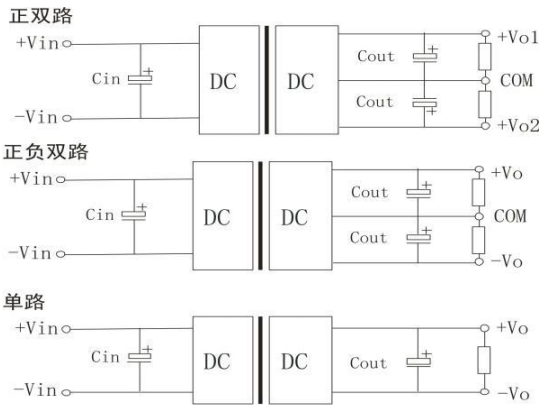 正双路
+Vin
Cin
+
-Vin
DC
DC
Cout
+
Cout
+
+Vo1
COM
+Vo2
正负双路
+Vin
Cin
+
-Vin
DC
DC
Cout
+
Cout
+
+Vo
COM
-Vo
单路
+Vin
Cin
+
-Vin
DC
DC
Cout
+
+Vo
-Vo